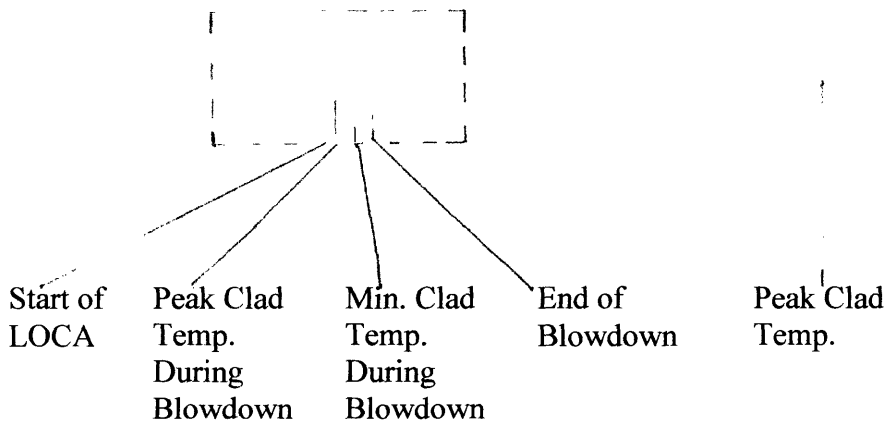 Start of
LOCA
Peak Clad
Temp.
During
Blowdown
Min. Clad
Temp.
During
Blowdown
End of
Blowdown
Peak Clad
Temp.